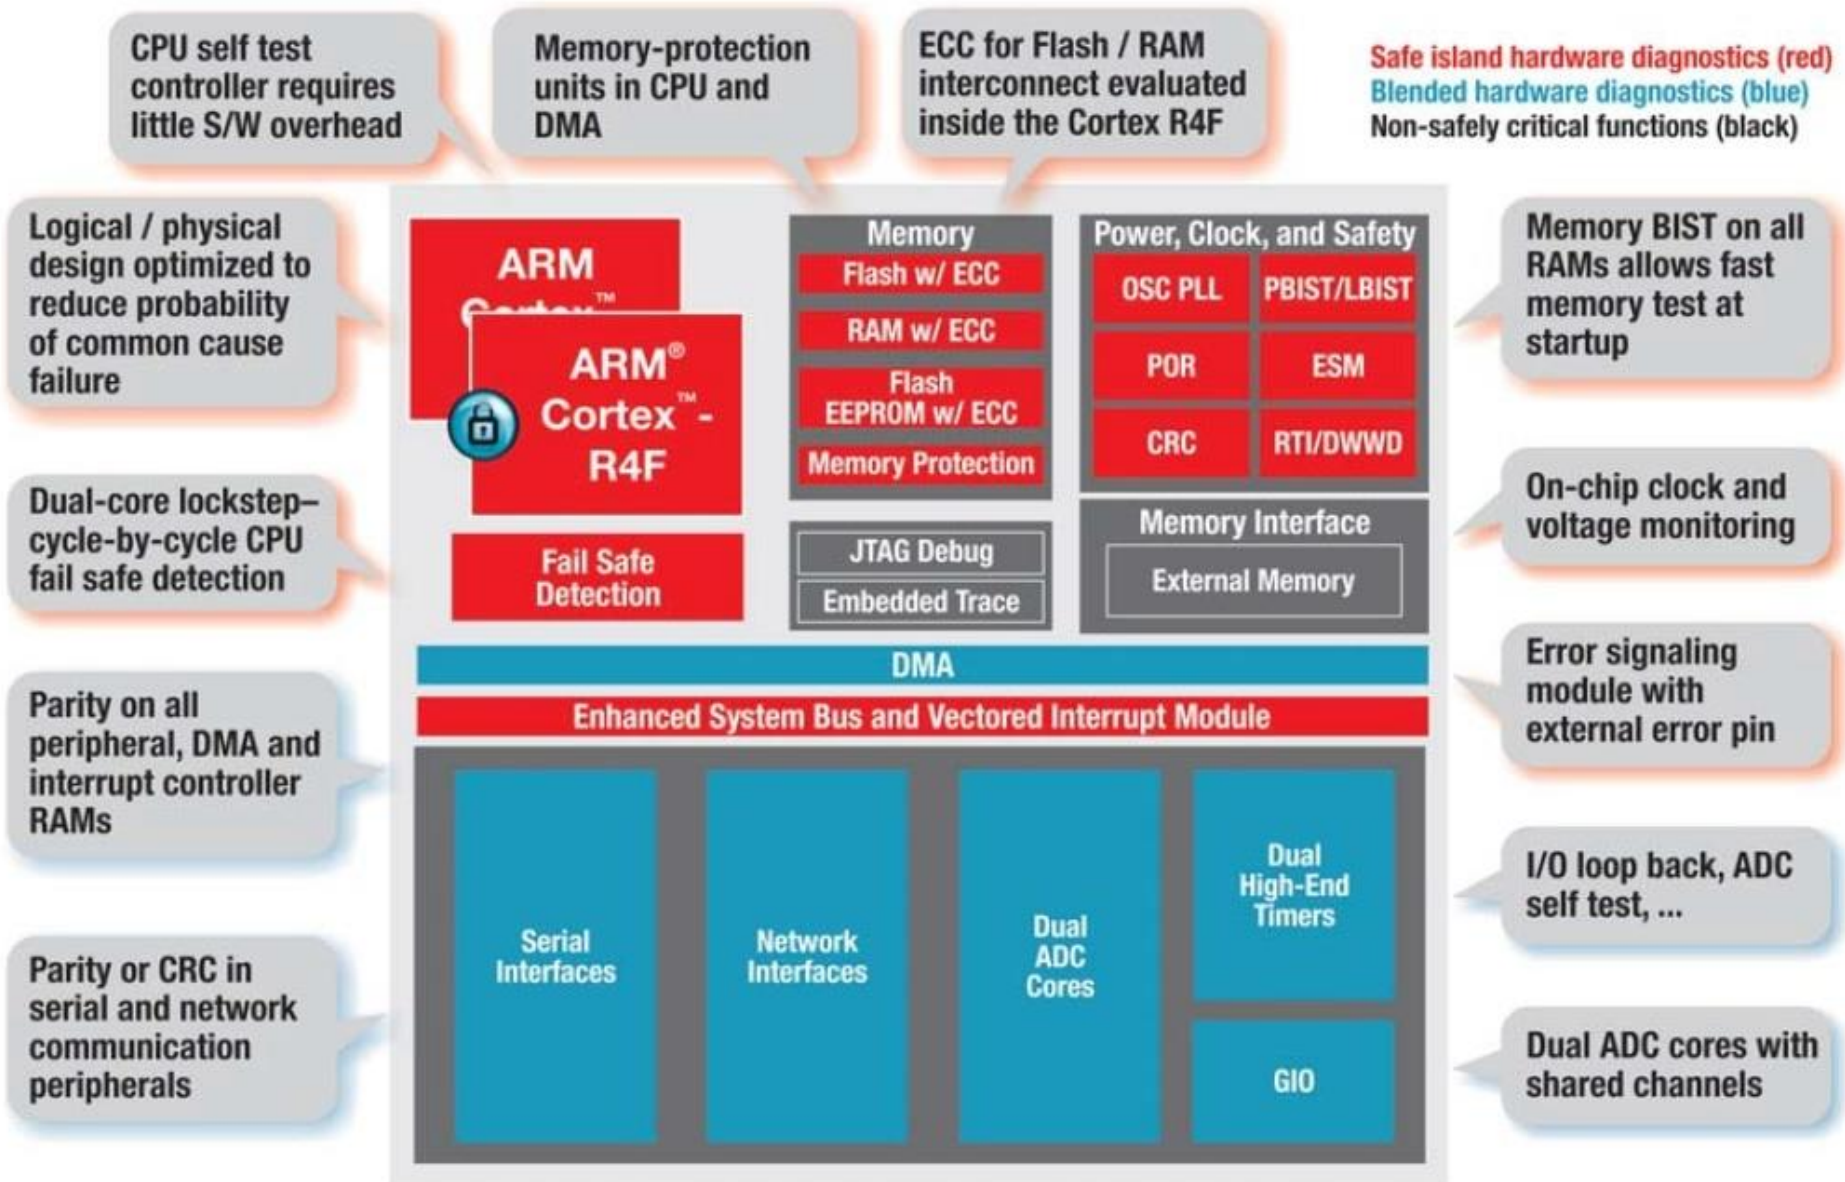 CPU self test
controller requires
little S/W overhead
Memory-protection
units in CPU and
DMA
ECC for Flash / RAM
interconnect evaluated
inside the Cortex R4F
Safe island hardware diagnostics (red)
Blended hardware diagnostics (blue)
Non-safely critical functions (black)
Logical / physical
design optimized to
reduce probability
of common cause
failure
Dual-core lockstep–
cycle-by-cycle CPU
fail safe detection
Parity on all
peripheral, DMA and
interrupt controller
RAMs
Parity or CRC in
serial and network
communication
peripherals
ARM
Cortex™
ARM®
Cortex™-
R4F
Fail Safe
Detection
Memory
Flash w/ ECC
RAM w/ ECC
Flash
EEPROM w/ ECC
Memory Protection
JTAG Debug
Embedded Trace
Power, Clock, and Safety
OSC PLL
PBIST/LBIST
POR
ESM
CRC
RTI/DWWD
Memory Interface
External Memory
DMA
Enhanced System Bus and Vectored Interrupt Module
Serial
Interfaces
Network
Interfaces
Dual
ADC
Cores
Dual
High-End
Timers
GIO
Memory BIST on all
RAMs allows fast
memory test at
startup
On-chip clock and
voltage monitoring
Error signaling
module with
external error pin
I/O loop back, ADC
self test, ...
Dual ADC cores with
shared channels